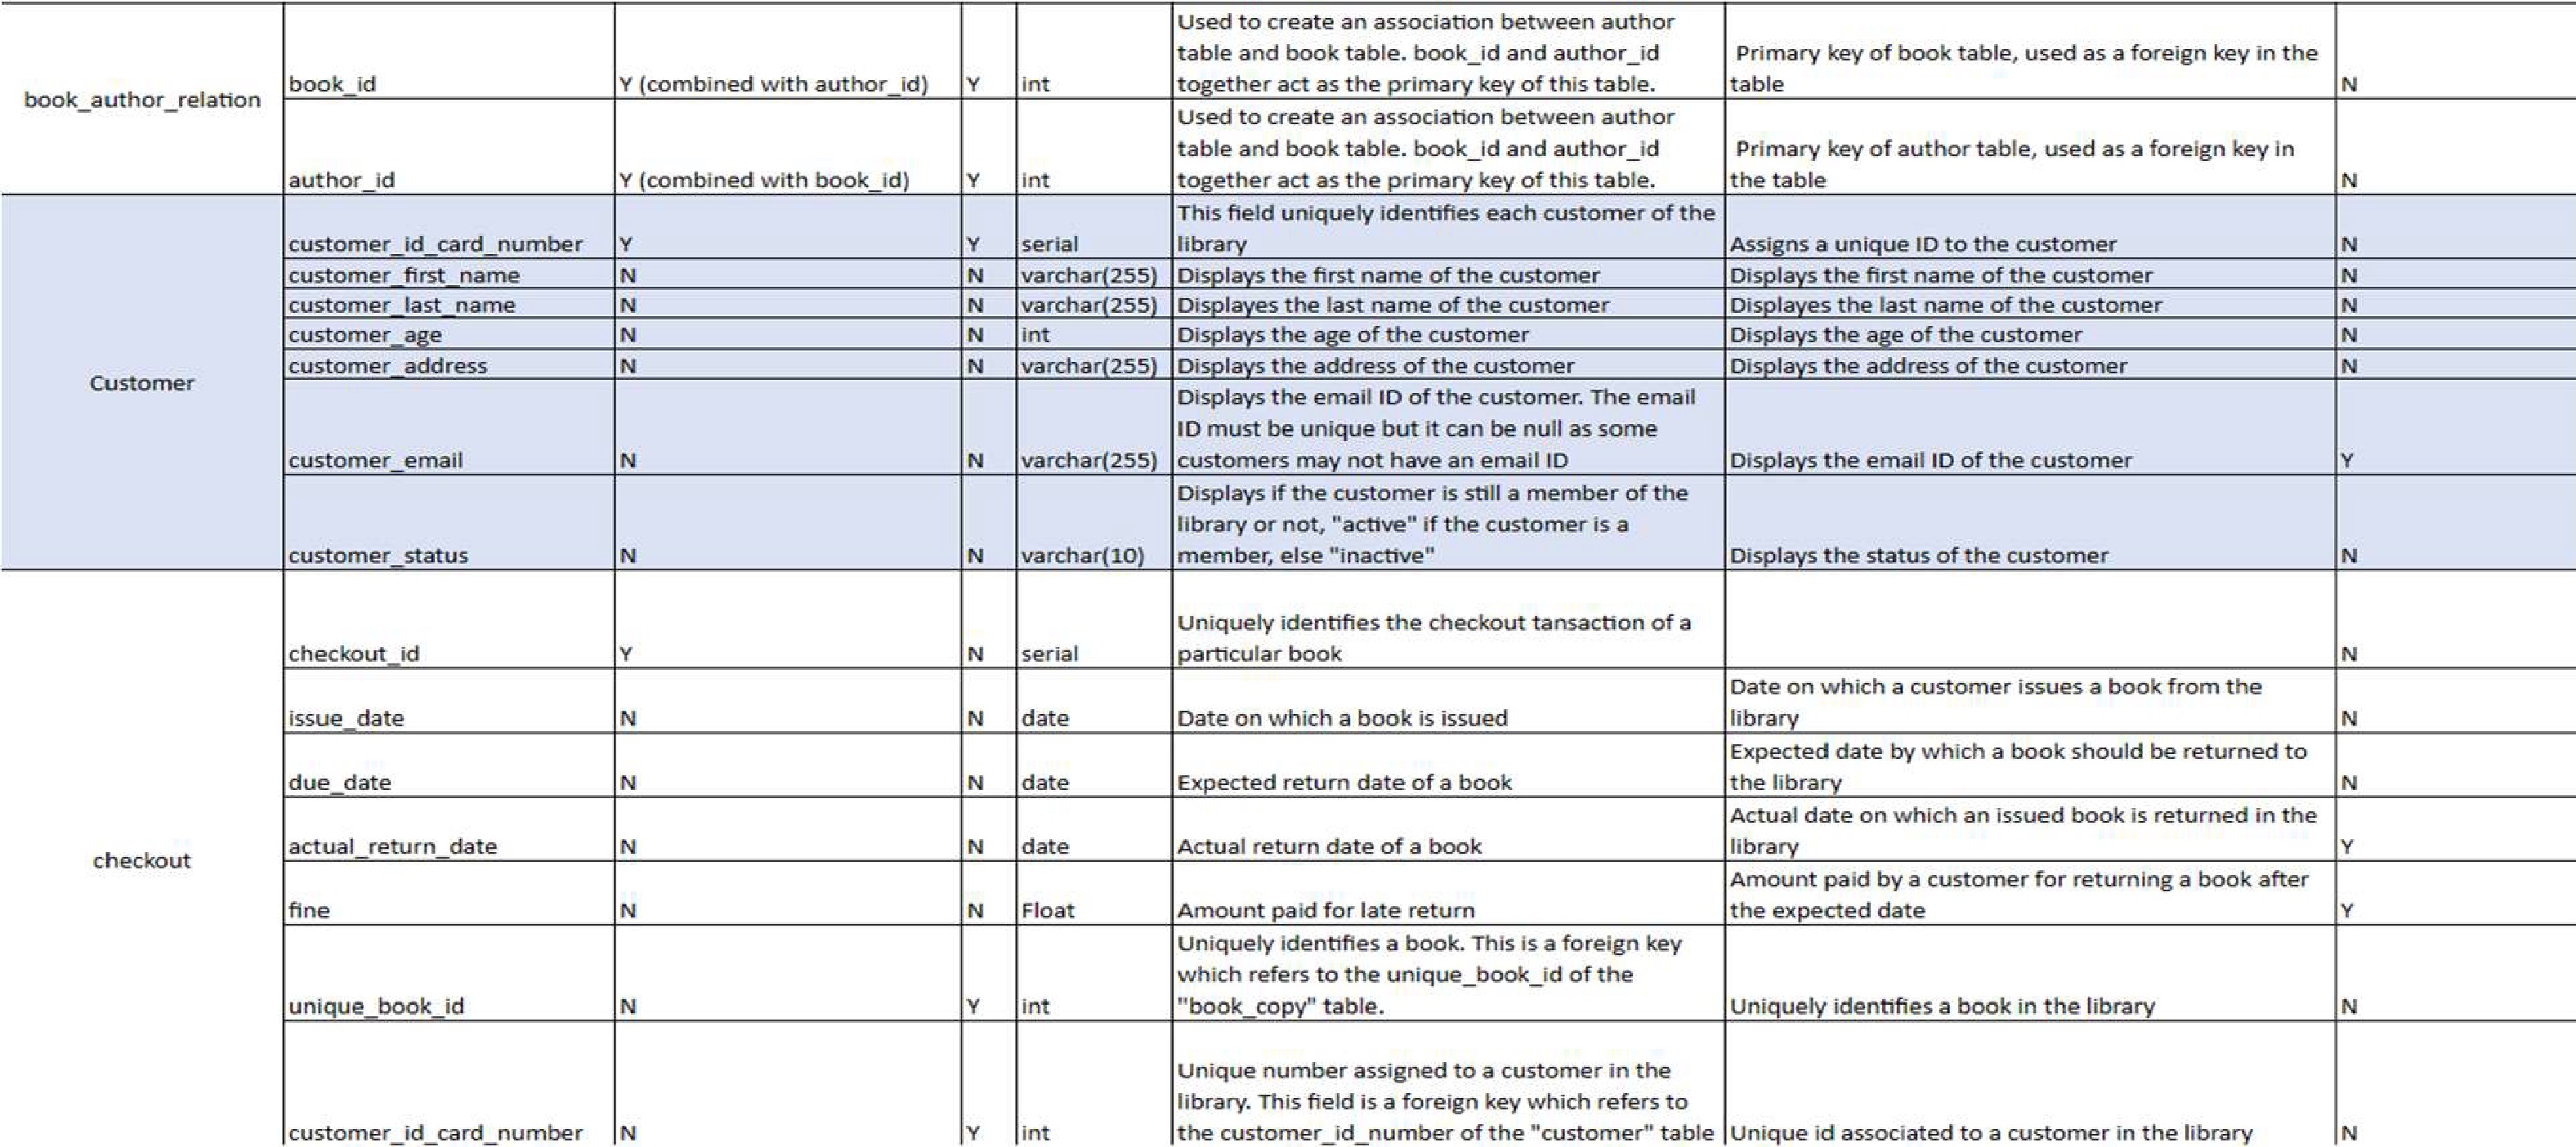 book_author_relation
book_id
Y (combined with author_id)
Y
int
Used to create an association between author
table and book table. book_id and author_id
together act as the primary key of this table.
Primary key of book table, used as a foreign key in the
table
N
author_id
Y (combined with book_id)
Y
int
Used to create an association between author
table and book table. book_id and author_id
together act as the primary key of this table.
Primary key of author table, used as a foreign key in
the table
N
Customer
customer_id_card_number
Y
Y
serial
This field uniquely identifies each customer of the
library
Assigns a unique ID to the customer
N
customer_first_name
N
N
varchar(255)
Displays the first name of the customer
Displays the first name of the customer
N
customer_last_name
N
N
varchar(255)
Displayes the last name of the customer
Displayes the last name of the customer
N
customer_age
N
N
int
Displays the age of the customer
Displays the age of the customer
N
customer_address
N
N
varchar(255)
Displays the address of the customer
Displays the address of the customer
N
customer_email
N
N
varchar(255)
Displays the email ID of the customer. The email
ID must be unique but it can be null as some
customers may not have an email ID
Displays the email ID of the customer
Y
customer_status
N
N
varchar(10)
Displays if the customer is still a member of the
library or not, "active" if the customer is a
member, else "inactive"
Displays the status of the customer
N
checkout
checkout_id
Y
N
serial
Uniquely identifies the checkout tansaction of a
particular book
N
issue_date
N
N
date
Date on which a book is issued
Date on which a customer issues a book from the
library
N
due_date
N
N
date
Expected return date of a book
Expected date by which a book should be returned to
the library
N
actual_return_date
N
N
date
Actual return date of a book
Actual date on which an issued book is returned in the
library
Y
fine
N
N
Float
Amount paid for late return
Amount paid by a customer for returning a book after
the expected date
Y
unique_book_id
N
Y
int
Uniquely identifies a book. This is a foreign key
which refers to the unique_book_id of the
"book_copy" table.
Uniquely identifies a book in the library
N
customer_id_card_number
N
Y
int
Unique number assigned to a customer in the
library. This field is a foreign key which refers to
the customer_id_number of the "customer" table
Unique id associated to a customer in the library
N